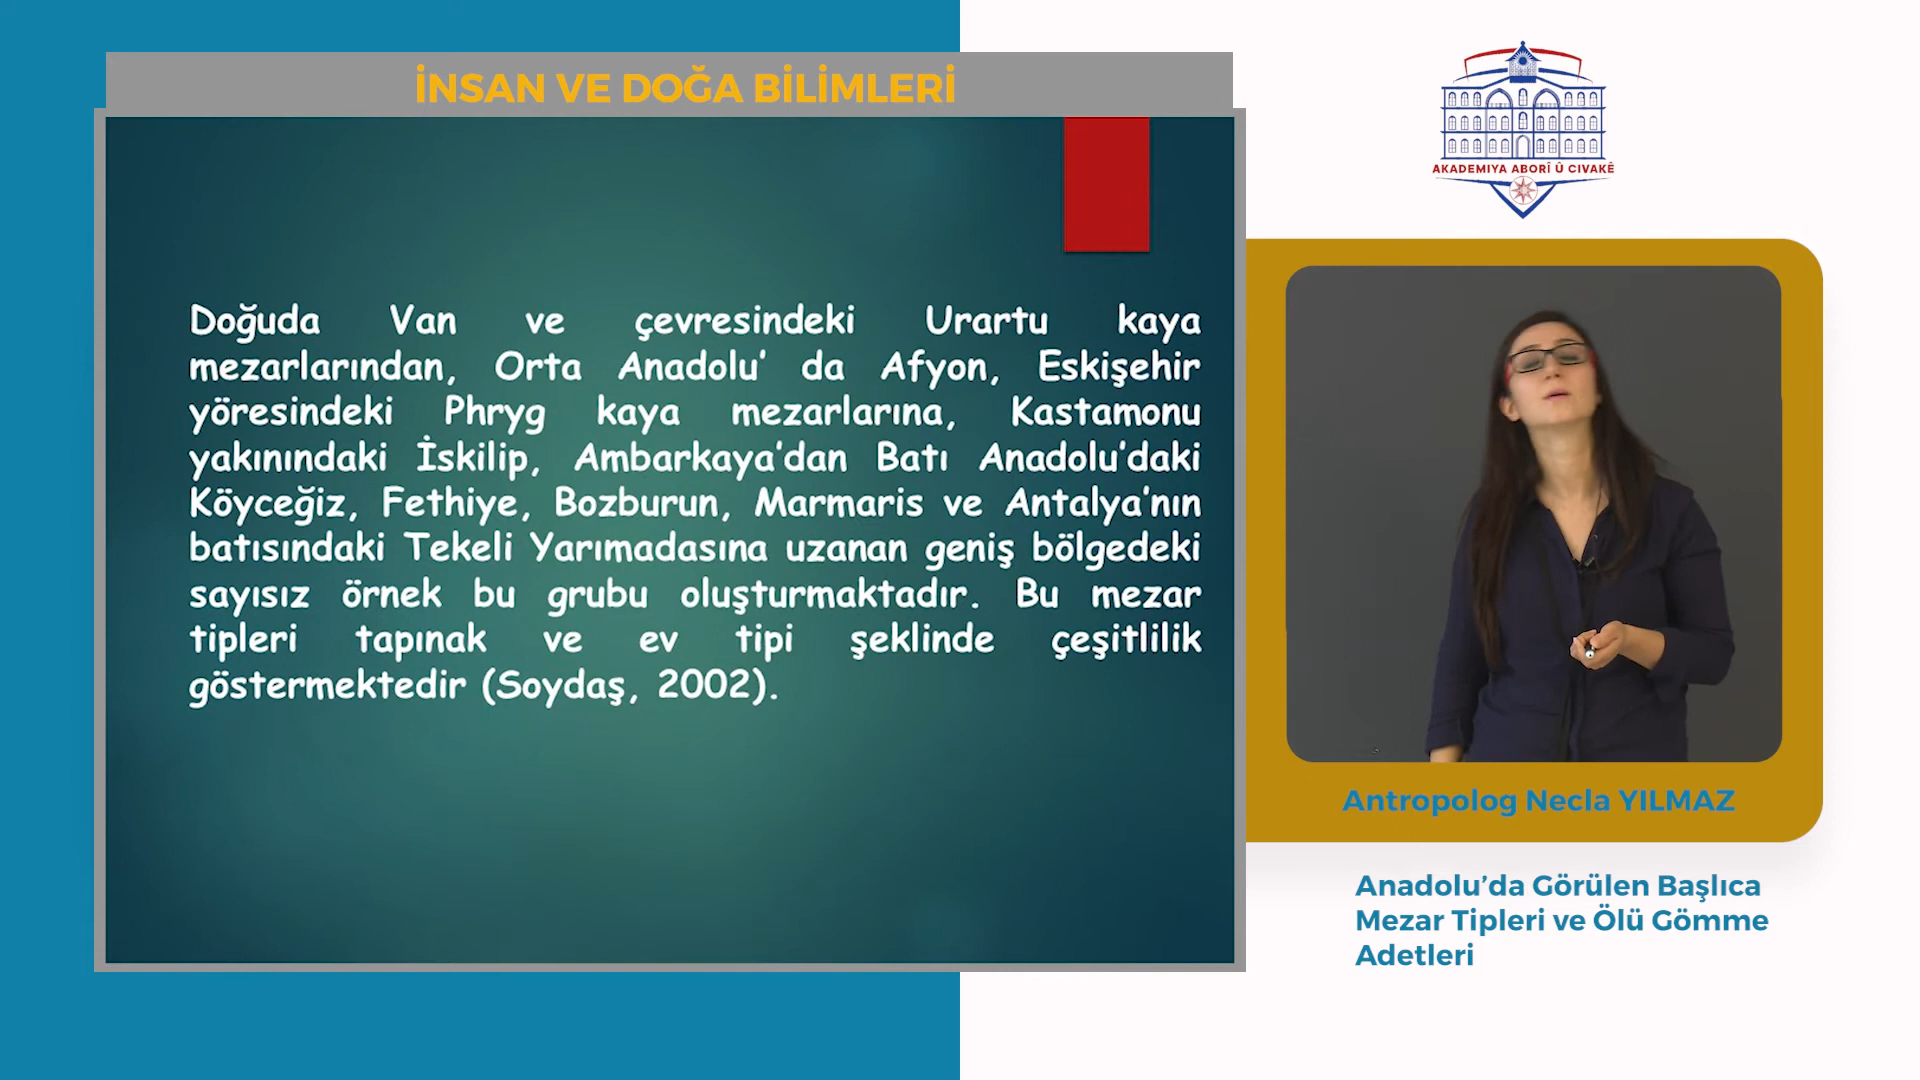 İNSAN VE DOĞA BİLİMLERİ
Doğuda Van ve çevresindeki Urartu kaya
mezarlarından, Orta Anadolu' da Afyon, Eskişehir
yöresindeki Phryg kaya mezarlarına, Kastamonu
yakınındaki İskilip, Ambarkaya'dan Batı Anadolu'daki
Köyceğiz, Fethiye, Bozburun, Marmaris ve Antalya'nın
batısındaki Tekeli Yarımadasına uzanan geniş bölgedeki
sayısız örnek bu grubu oluşturmaktadır. Bu mezar
tipleri tapınak ve ev tipi şeklinde çeşitlilik
göstermektedir (Soydaş, 2002).
AKADEMIYA ABORÎ Û CIVAKÊ
Antropolog Necla YILMAZ
Anadolu'da Görülen Başlıca
Mezar Tipleri ve Ölü Gömme
Adetleri